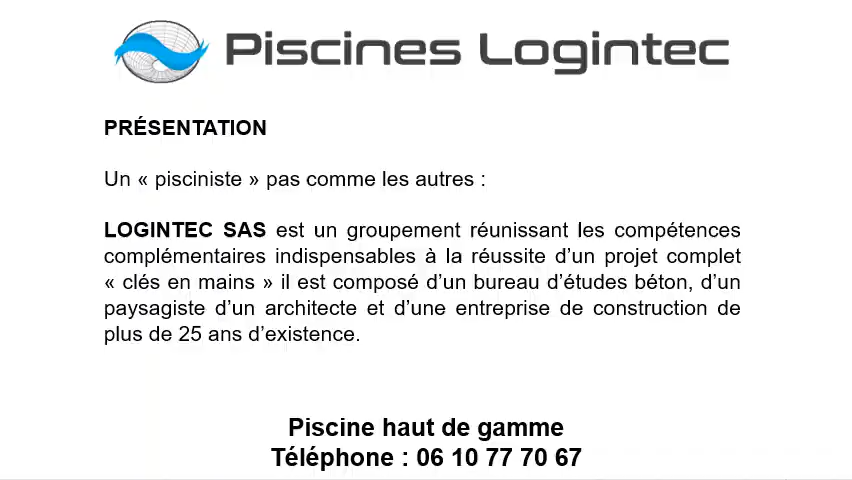 Piscines Logintec
PRÉSENTATION
Un « pisciniste » pas comme les autres :
LOGINTEC SAS est un groupement réunissant les compétences
complémentaires indispensables à la réussite d’un projet complet
« clés en mains » il est composé d’un bureau d’études béton, d’un
paysagiste d’un architecte et d’une entreprise de construction de
plus de 25 ans d’existence.
Piscine haut de gamme
Téléphone : 06 10 77 70 67